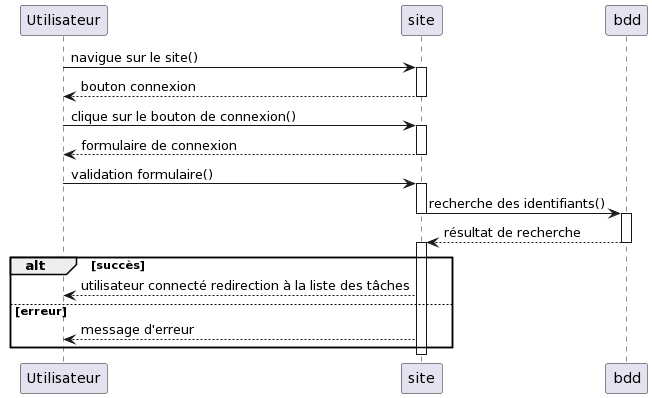 Utilisateur site bdd
navigue sur le site()
bouton connexion
clique sur le bouton de connexion()
formulaire de connexion
validation formulaire()
recherche des identifiants()
résultat de recherche
alt [succès]
utilisateur connecté redirection à la liste des tâches
[erreur]
message d'erreur
Utilisateur site bdd